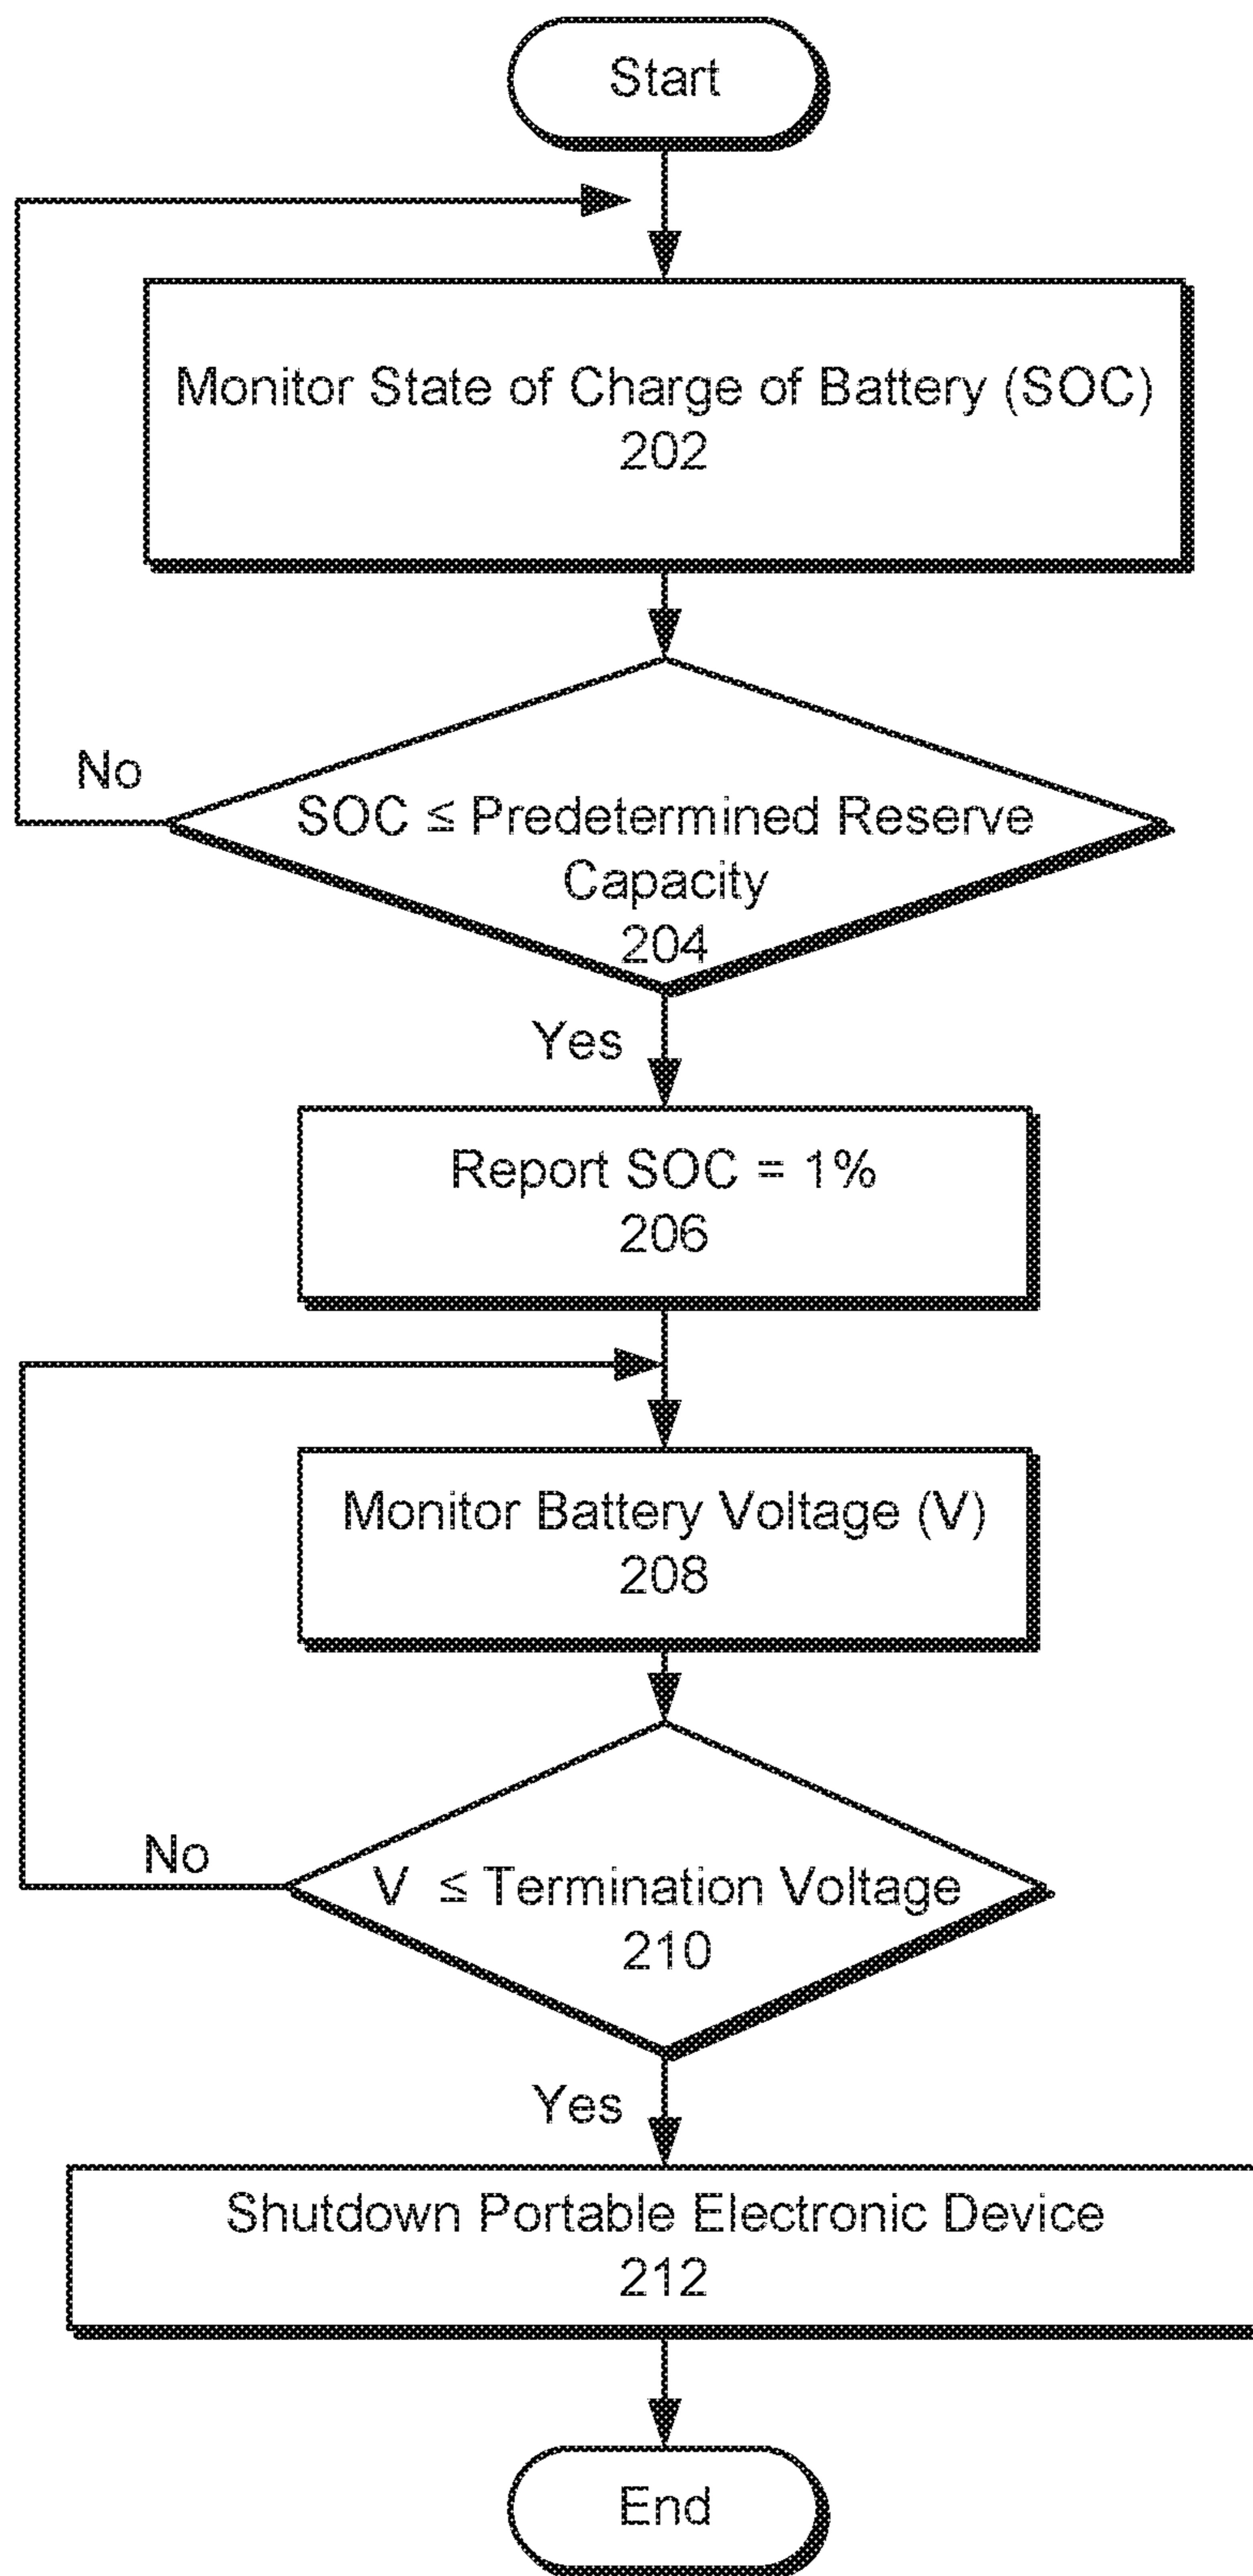 Start
Monitor State of Charge of Battery (SOC)
202
No
SOC ≤ Predetermined Reserve
Capacity
204
Yes
Report SOC = 1%
206
Monitor Battery Voltage (V)
208
No
V ≤ Termination Voltage
210
Yes
Shutdown Portable Electronic Device
212
End